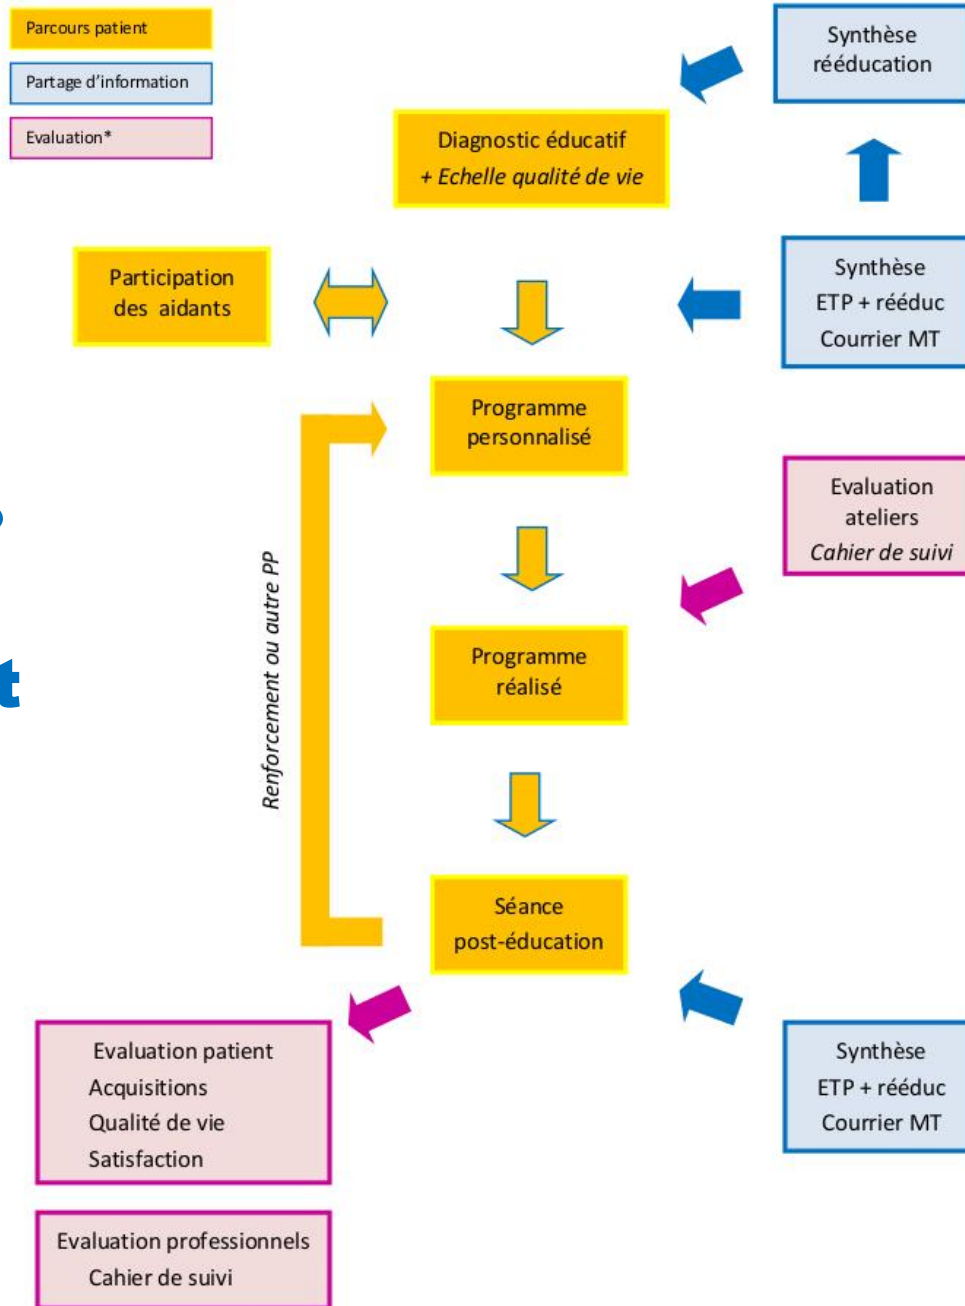 Parcours patient
Partage d'information
Evaluation*
Synthèse
rééducation
Diagnostic éducatif
+ Echelle qualité de vie
Participation
des aidants
Synthèse
ETP + rééduc
Courrier MT
Programme
personnalisé
Evaluation
ateliers
Cahier de suivi
Renforcement ou autre PP
t
Programme
réalisé
Séance
post-éducation
Evaluation patient
Acquisitions
Qualité de vie
Satisfaction
Synthèse
ETP + rééduc
Courrier MT
Evaluation professionnels
Cahier de suivi